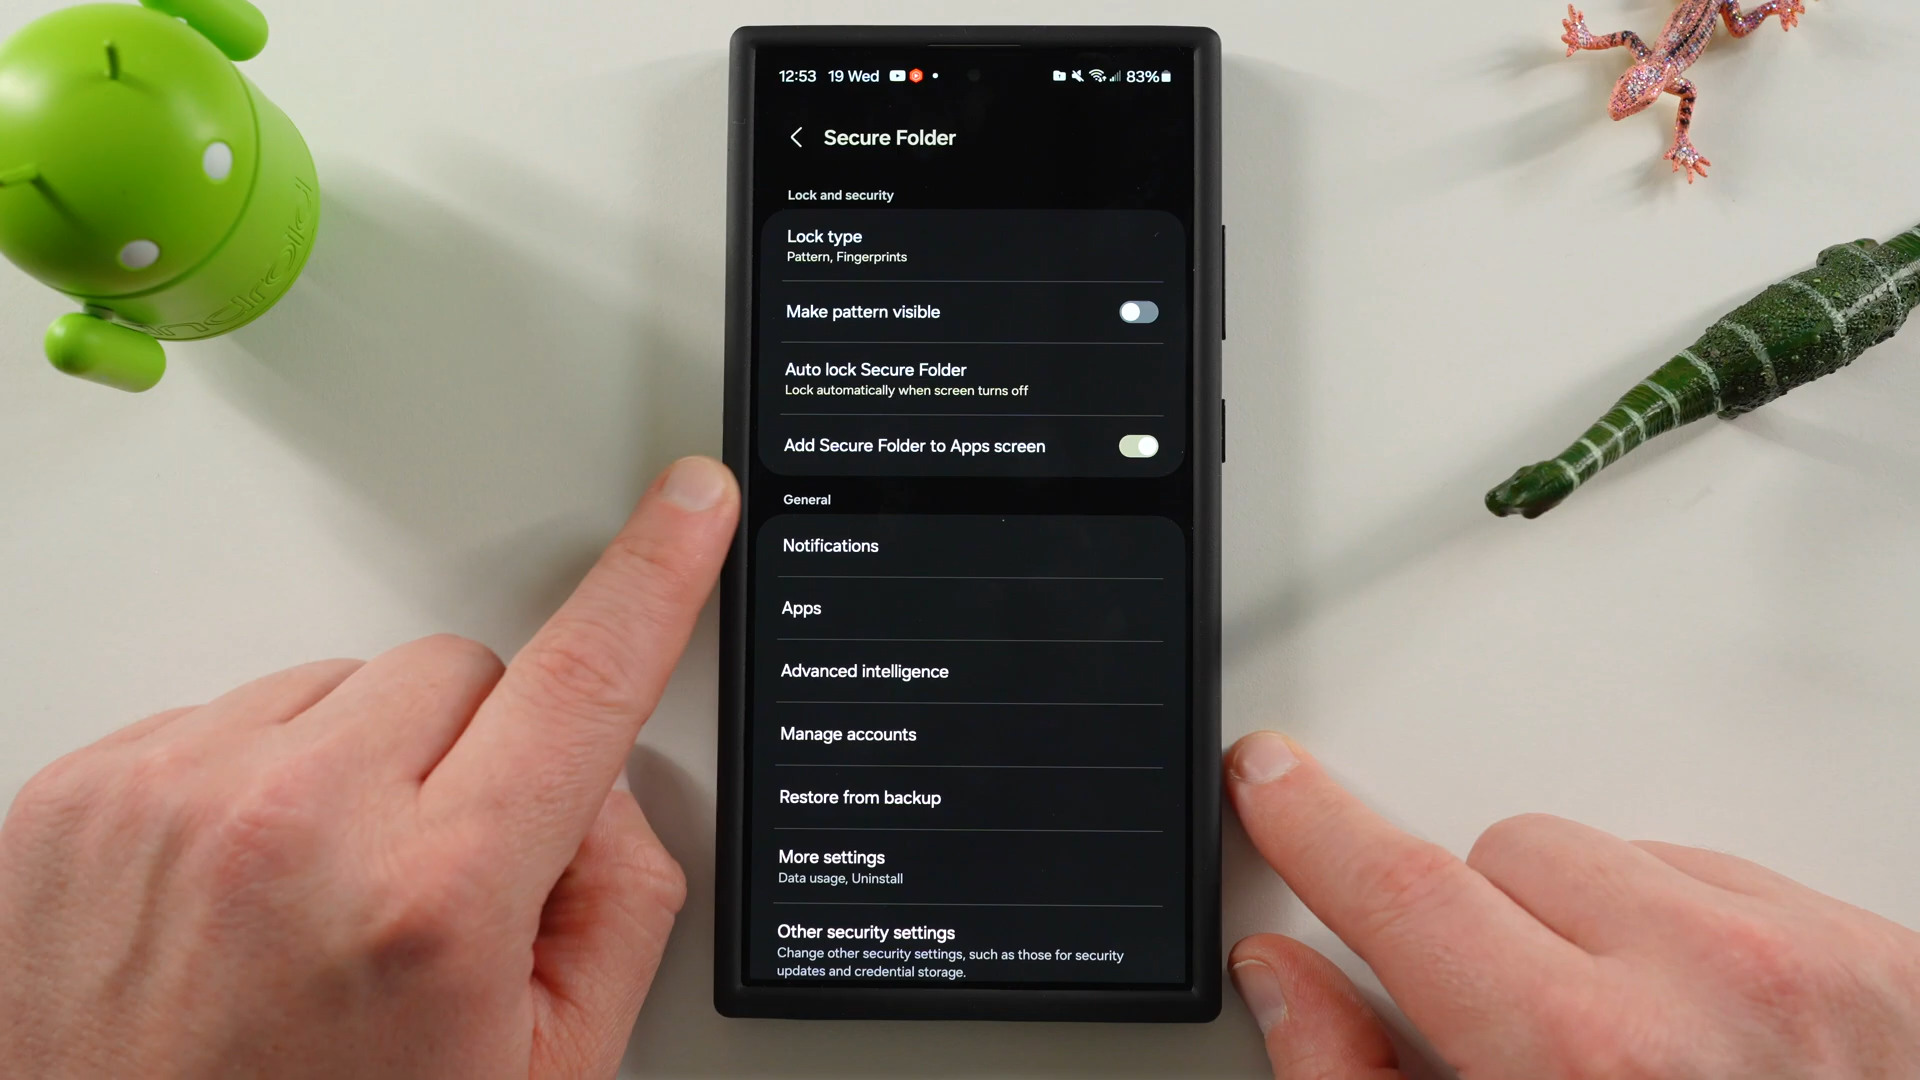 12:53 19 Wed
83%
Secure Folder
Lock and security
Lock type
Pattern, Fingerprints
Make pattern visible
Auto lock Secure Folder
Lock automatically when screen turns off
Add Secure Folder to Apps screen
General
Notifications
Apps
Advanced intelligence
Manage accounts
Restore from backup
More settings
Data usage, Uninstall
Other security settings
Change other security settings, such as those for security
updates and credential storage.
android